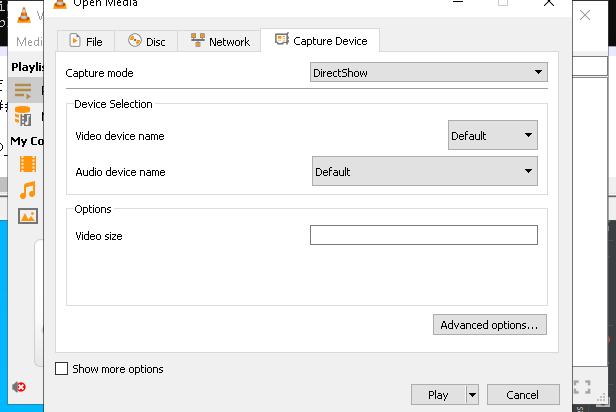 Open Media
Medi
File
Disc
Network
Capture Device
Playlis
Capture mode
DirectShow
Device Selection
Video device name
Default
My Co
Audio device name
Default
Options
Video size
Advanced options...
Show more options
Play
Cancel